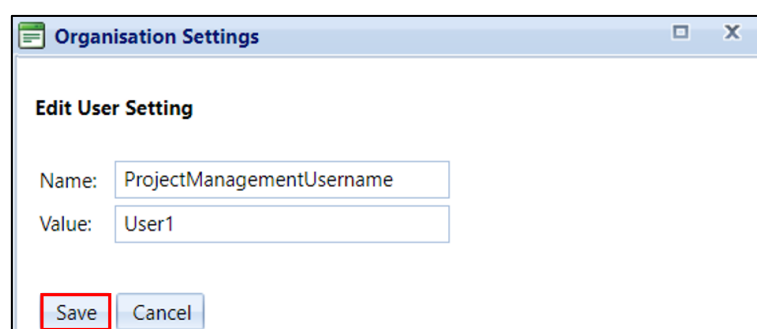 Organisation Settings
Edit User Setting
Name: ProjectManagementUsername
Value: User1
Save Cancel